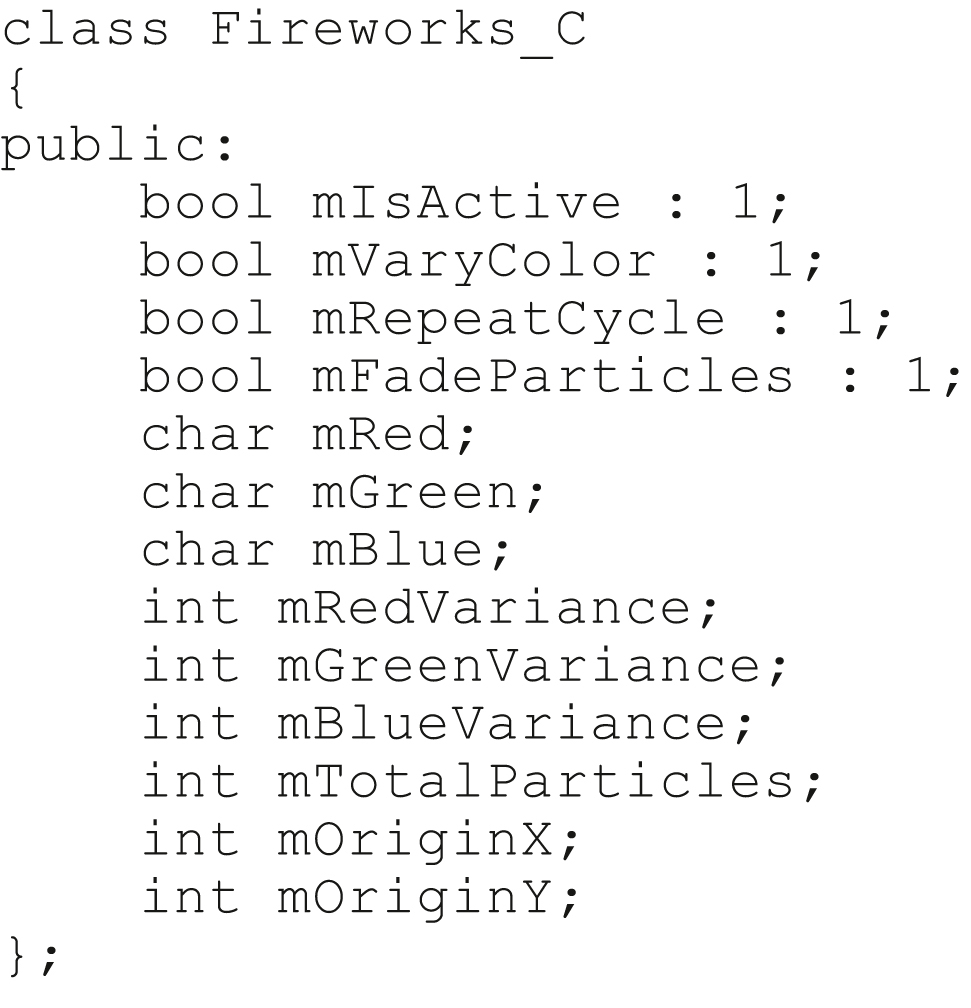 class Fireworks_C
{
public:
    bool mIsActive : 1;
    bool mVaryColor : 1;
    bool mRepeatCycle : 1;
    bool mFadeParticles : 1;
    char mRed;
    char mGreen;
    char mBlue;
    int mRedVariance;
    int mGreenVariance;
    int mBlueVariance;
    int mTotalParticles;
    int mOriginX;
    int mOriginY;
};